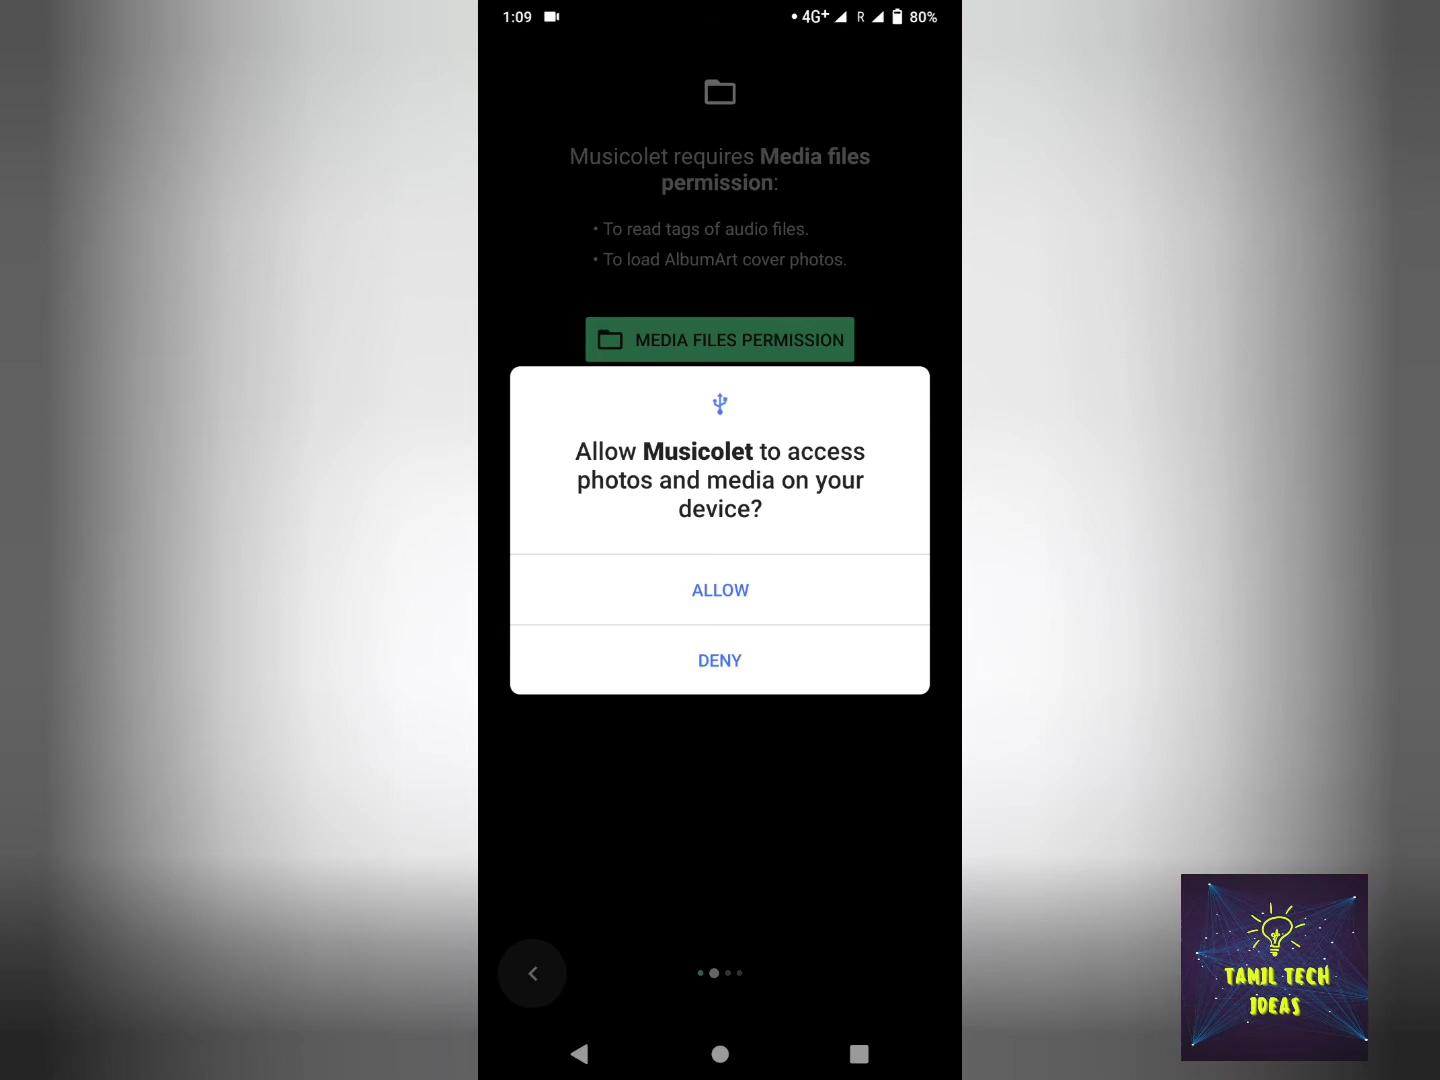 1:09 4G+ R 80%
Musicolet requires Media files
permission:
• To read tags of audio files.
• To load AlbumArt cover photos.
MEDIA FILES PERMISSION
Allow Musicolet to access
photos and media on your
device?
ALLOW
DENY
TAMIL TECH
IDEAS